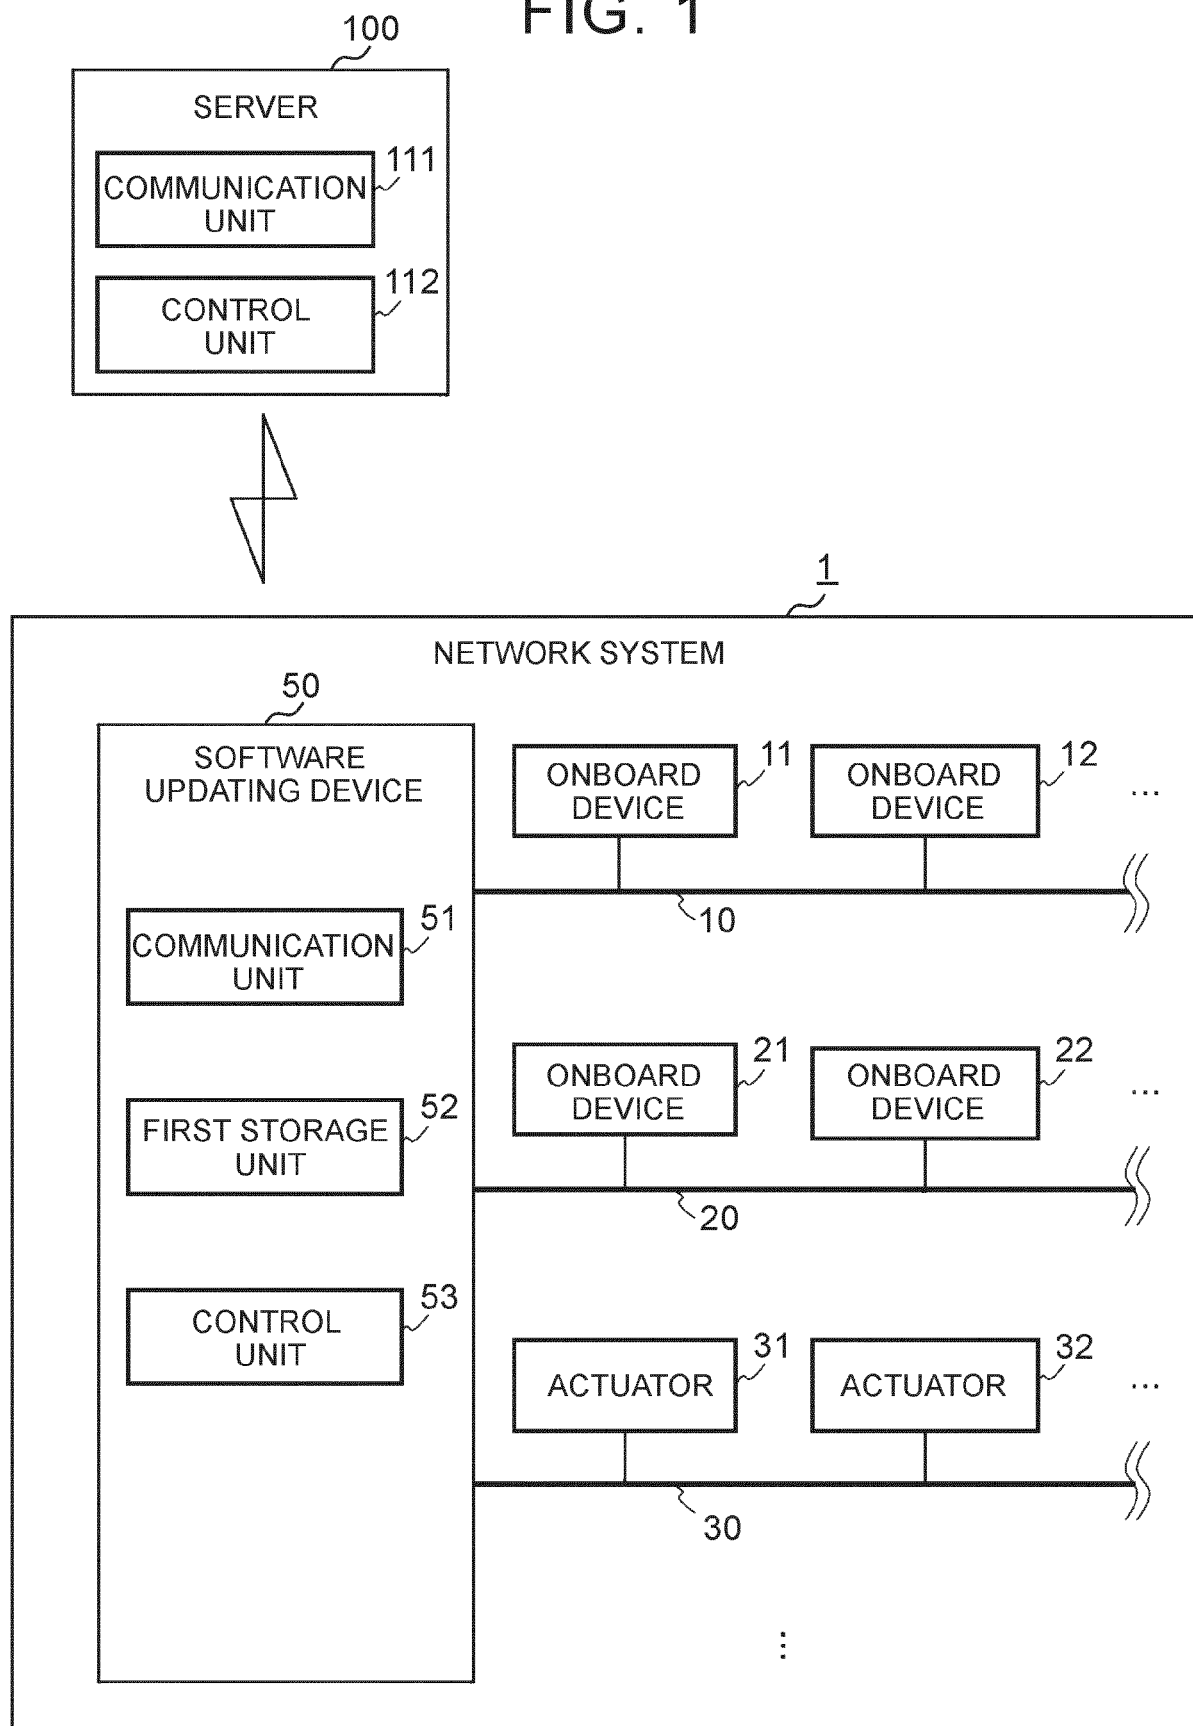 FIG. 1
100
SERVER
111
COMMUNICATION
UNIT
112
CONTROL
UNIT
1
NETWORK SYSTEM
50
SOFTWARE
UPDATING DEVICE
11
ONBOARD
DEVICE
12
ONBOARD
DEVICE
...
10
51
COMMUNICATION
UNIT
21
ONBOARD
DEVICE
22
ONBOARD
DEVICE
...
20
52
FIRST STORAGE
UNIT
53
CONTROL
UNIT
31
ACTUATOR
32
ACTUATOR
...
30
⋮